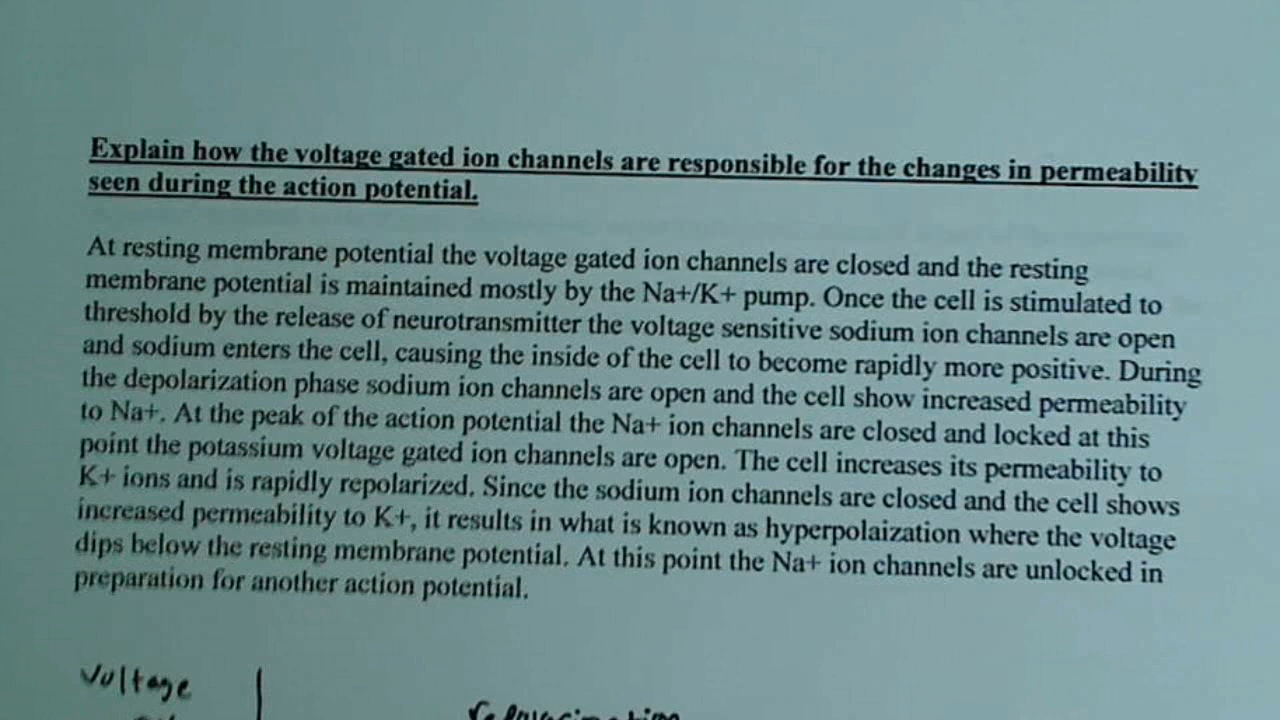 Explain how the voltage gated ion channels are responsible for the changes in permeability
seen during the action potential.
At resting membrane potential the voltage gated ion channels are closed and the resting
membrane potential is maintained mostly by the Na+/K+ pump. Once the cell is stimulated to
threshold by the release of neurotransmitter the voltage sensitive sodium ion channels are open
and sodium enters the cell, causing the inside of the cell to become rapidly more positive. During
the depolarization phase sodium ion channels are open and the cell show increased permeability
to Na+. At the peak of the action potential the Na+ ion channels are closed and locked at this
point the potassium voltage gated ion channels are open. The cell increases its permeability to
K+ ions and is rapidly repolarized. Since the sodium ion channels are closed and the cell shows
increased permeability to K+, it results in what is known as hyperpolaization where the voltage
dips below the resting membrane potential. At this point the Na+ ion channels are unlocked in
preparation for another action potential.
Voltage